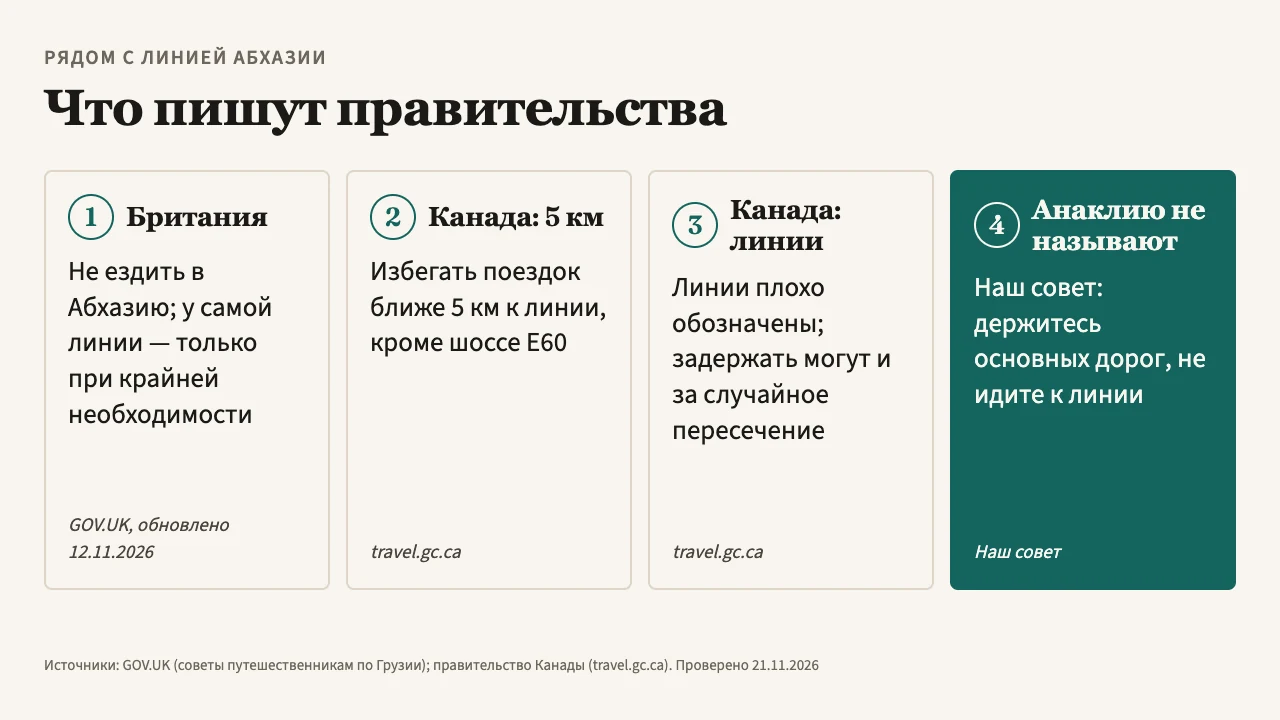 РЯДОМ С ЛИНИЕЙ АБХАЗИИ
Что пишут правительства
1 Британия
Не ездить в
Абхазию; у самой
линии — только
при крайней
необходимости
GOV.UK, обновлено
12.11.2026
2 Канада: 5 км
Избегать поездок
ближе 5 км к линии,
кроме шоссе E60
travel.gc.ca
3 Канада:
линии
Линии плохо
обозначены;
задержать могут и
за случайное
пересечение
travel.gc.ca
4 Анаклию не
называют
Наш совет:
держитесь
основных дорог, не
идите к линии
Наш совет
Источники: GOV.UK (советы путешественникам по Грузии); правительство Канады (travel.gc.ca). Проверено 21.11.2026